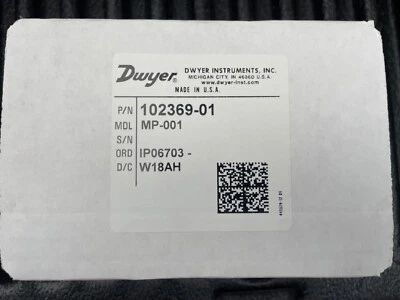 Dwyer®
DWYER INSTRUMENTS, INC.
MICHIGAN CITY, IN 46360 U.S.A.
www.dwyer-inst.com
MADE IN U.S.A.
P/N 102369-01
MDL MP-001
S/N
ORD IP06703 -
D/C W18AH